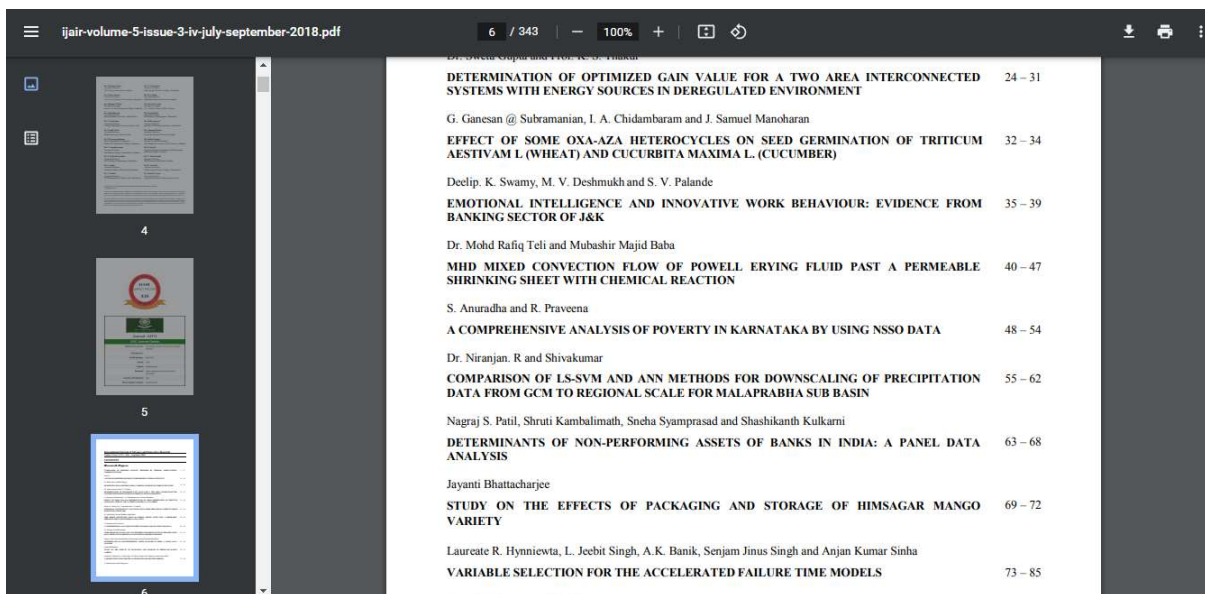 ijair-volume-5-issue-3-iv-july-september-2018.pdf
6 / 343
100%
4
5
6
DETERMINATION OF OPTIMIZED GAIN VALUE FOR A TWO AREA INTERCONNECTED 24 – 31
SYSTEMS WITH ENERGY SOURCES IN DEREGULATED ENVIRONMENT
G. Ganesan @ Subramanian, I. A. Chidambaram and J. Samuel Manoharan
EFFECT OF SOME OXA-AZA HETEROCYCLES ON SEED GERMINATION OF TRITICUM 32 – 34
AESTIVAM L (WHEAT) AND CUCURBITA MAXIMA L. (CUCUMBER)
Deelip. K. Swamy, M. V. Deshmukh and S. V. Palande
EMOTIONAL INTELLIGENCE AND INNOVATIVE WORK BEHAVIOUR: EVIDENCE FROM 35 – 39
BANKING SECTOR OF J&K
Dr. Mohd Rafiq Teli and Mubashir Majid Baba
MHD MIXED CONVECTION FLOW OF POWELL ERYING FLUID PAST A PERMEABLE 40 – 47
SHRINKING SHEET WITH CHEMICAL REACTION
S. Anuradha and R. Praveena
A COMPREHENSIVE ANALYSIS OF POVERTY IN KARNATAKA BY USING NSSO DATA 48 – 54
Dr. Niranjan. R and Shivakumar
COMPARISON OF LS-SVM AND ANN METHODS FOR DOWNSCALING OF PRECIPITATION 55 – 62
DATA FROM GCM TO REGIONAL SCALE FOR MALAPRABHA SUB BASIN
Nagraj S. Patil, Shruti Kambalimath, Sneha Syamprasad and Shashikanth Kulkarni
DETERMINANTS OF NON-PERFORMING ASSETS OF BANKS IN INDIA: A PANEL DATA 63 – 68
ANALYSIS
Jayanti Bhattacharjee
STUDY ON THE EFFECTS OF PACKAGING AND STORAGE OF HIMSAGAR MANGO 69 – 72
VARIETY
Laureate R. Hynniewta, L. Jeebit Singh, A.K. Banik, Senjam Jinus Singh and Anjan Kumar Sinha
VARIABLE SELECTION FOR THE ACCELERATED FAILURE TIME MODELS 73 – 85